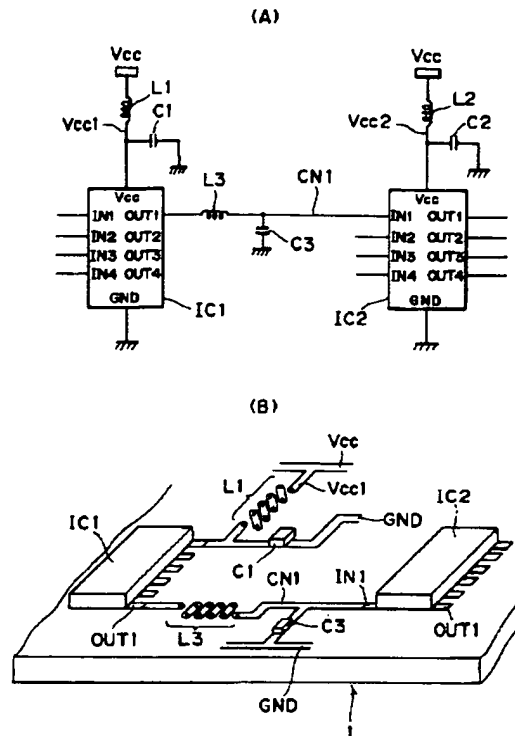 (A)
Vcc
Vcc
L1
C1
L2
C2
Vcc1
Vcc2
Vcc
L3
CN1
Vcc
IN1 OUT1
IN1 OUT1
IN2 OUT2
C3
IN2 OUT2
IN3 OUT3
IN3 OUT3
IN4 OUT4
IN4 OUT4
GND
IC1
IC2
GND
(B)
Vcc
L1
Vcc1
IC1
GND
IC2
C1
CN1
IN1
OUT1
L3
C3
OUT1
GND
1